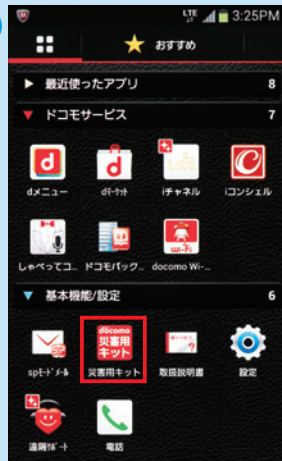 LTE 3:25PM
おすすめ
最近使ったアプリ 8
ドコモサービス 7
d d
dメニュー dマーケット iチャネル iコンシェル
Wi-Fi
しゃべってコ... ドコモバック... docomo Wi-...
基本機能/設定 6
docomo
災害用
キット
spモードメール 災害用キット 取扱説明書 設定
遠隔サポート 電話